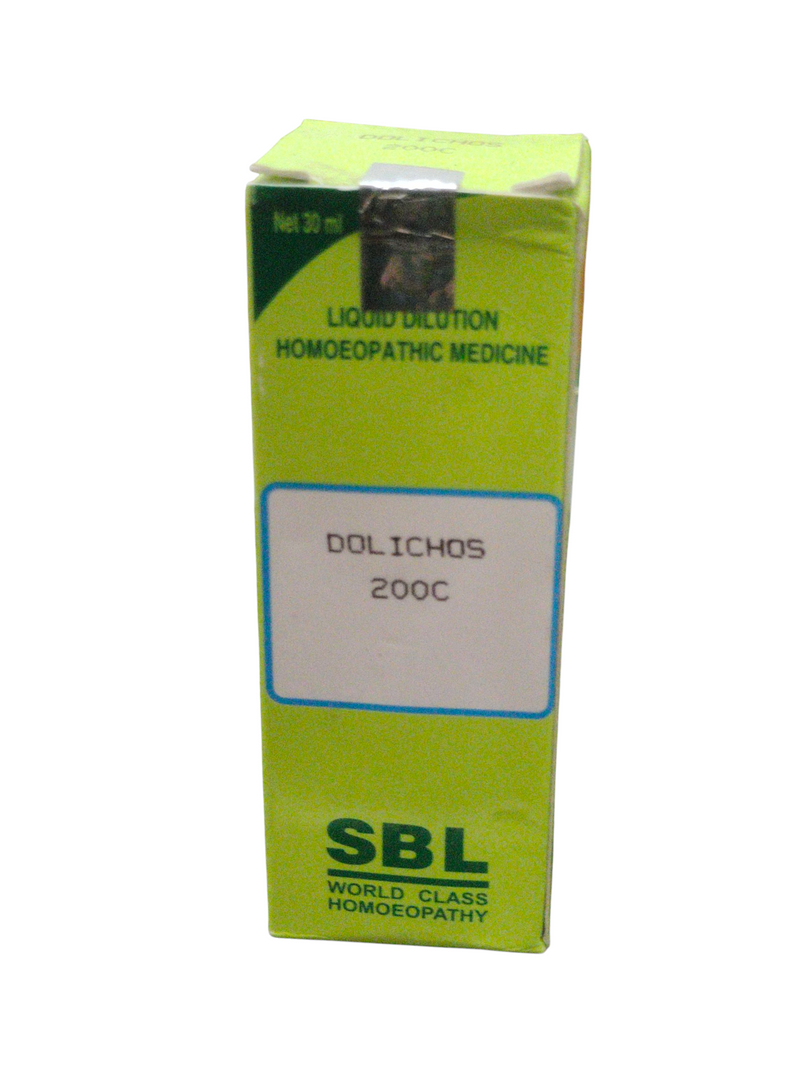 DOLICHOS
200C
Net 30 ml
LIQUID DILUTION
HOMOEOPATHIC MEDICINE
DOLICHOS
200C
SBL
WORLD CLASS
HOMOEOPATHY